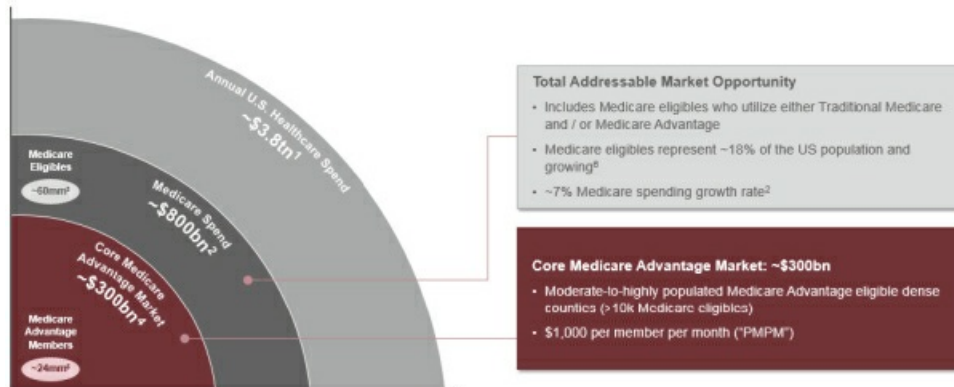 Annual U.S. Healthcare Spend
~$3.8tn¹
Medicare
Eligibles
~60mm²
Medicare Spend
~$800bn²
Core Medicare
Advantage Market
~$300bn⁴
Medicare
Advantage
Members
~24mm⁵
Total Addressable Market Opportunity
• Includes Medicare eligibles who utilize either Traditional Medicare
and / or Medicare Advantage
• Medicare eligibles represent ~18% of the US population and
growing⁶
• ~7% Medicare spending growth rate²
Core Medicare Advantage Market: ~$300bn
• Moderate-to-highly populated Medicare Advantage eligible dense
counties (>10k Medicare eligibles)
• $1,000 per member per month ("PMPM")